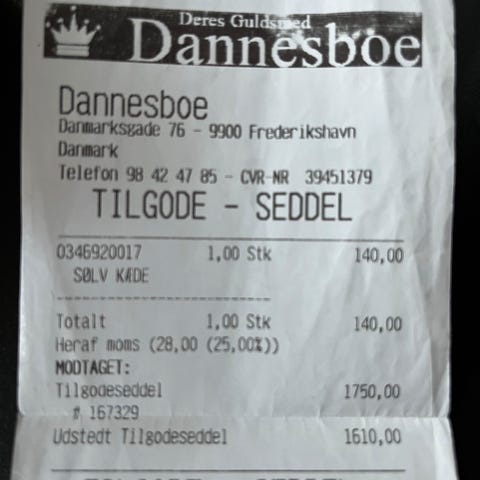 Deres Guldsmed
Dannesboe
Dannesboe
Danmarksgade 76 - 9900 Frederikshavn
Danmark
Telefon 98 42 47 85 - CVR-NR 39451379
TILGODE - SEDDEL
0346920017 1,00 Stk 140,00
SØLV KÆDE
Totalt 1,00 Stk 140,00
Heraf moms (28,00 (25,00%))
MODTAGET:
Tilgodeseddel 1750,00
# 167329
Udstedt Tilgodeseddel 1610,00